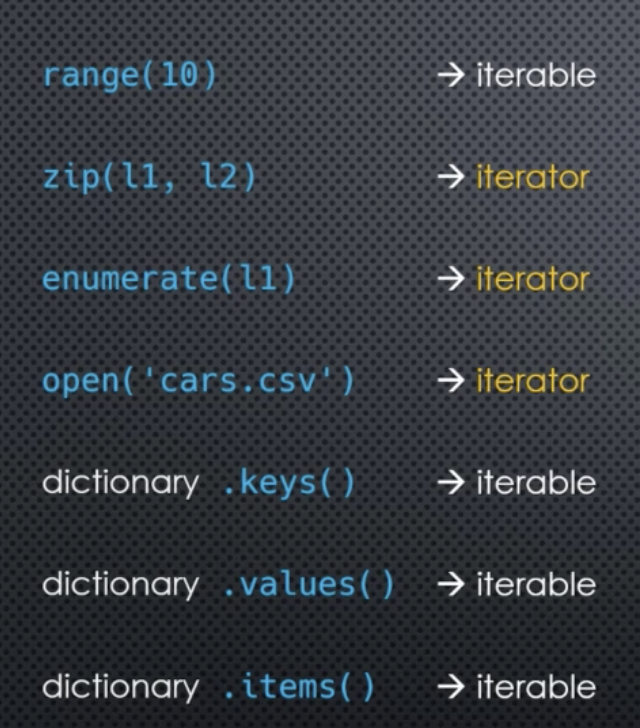 range(10) → iterable
zip(l1, l2) → iterator
enumerate(l1) → iterator
open('cars.csv') → iterator
dictionary .keys() → iterable
dictionary .values() → iterable
dictionary .items() → iterable